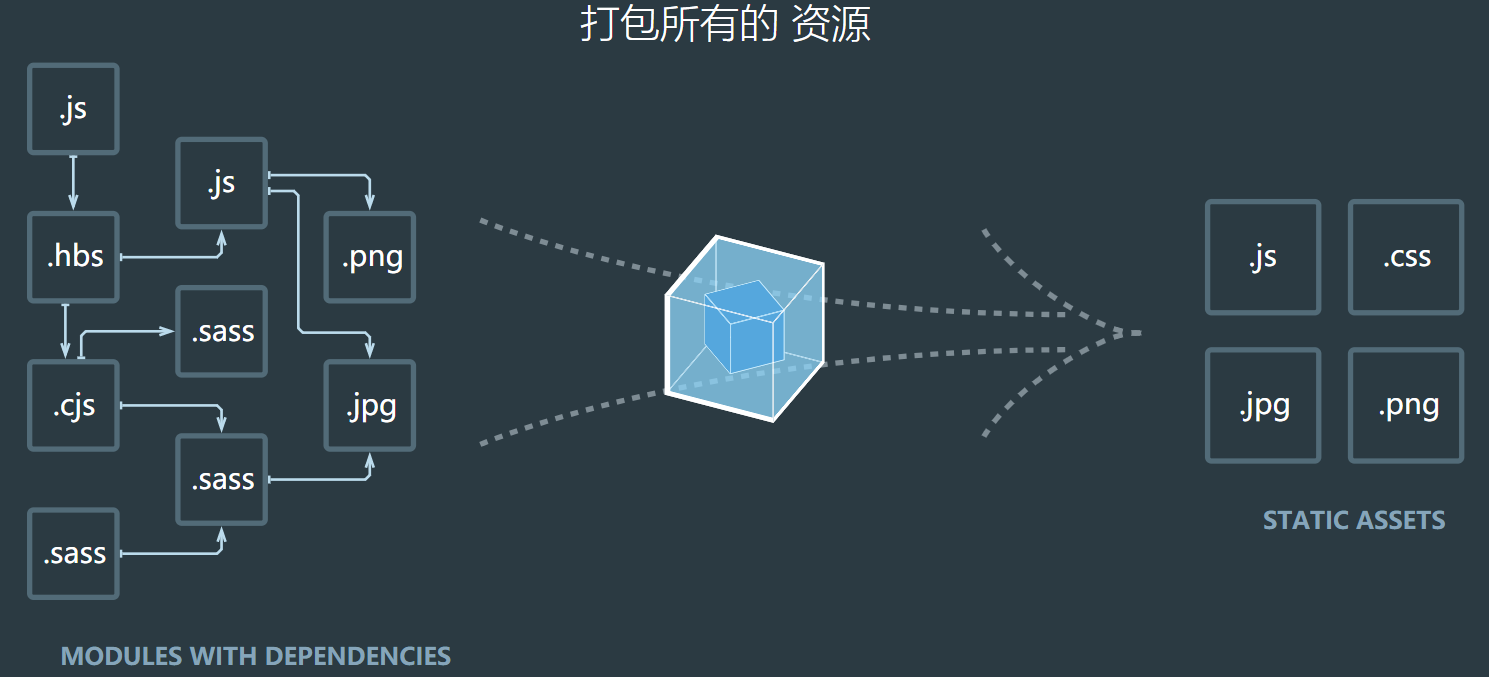 打包所有的 资源
.js
.js
.hbs
.png
.sass
.cjs
.jpg
.sass
.sass
MODULES WITH DEPENDENCIES
.js
.css
.jpg
.png
STATIC ASSETS